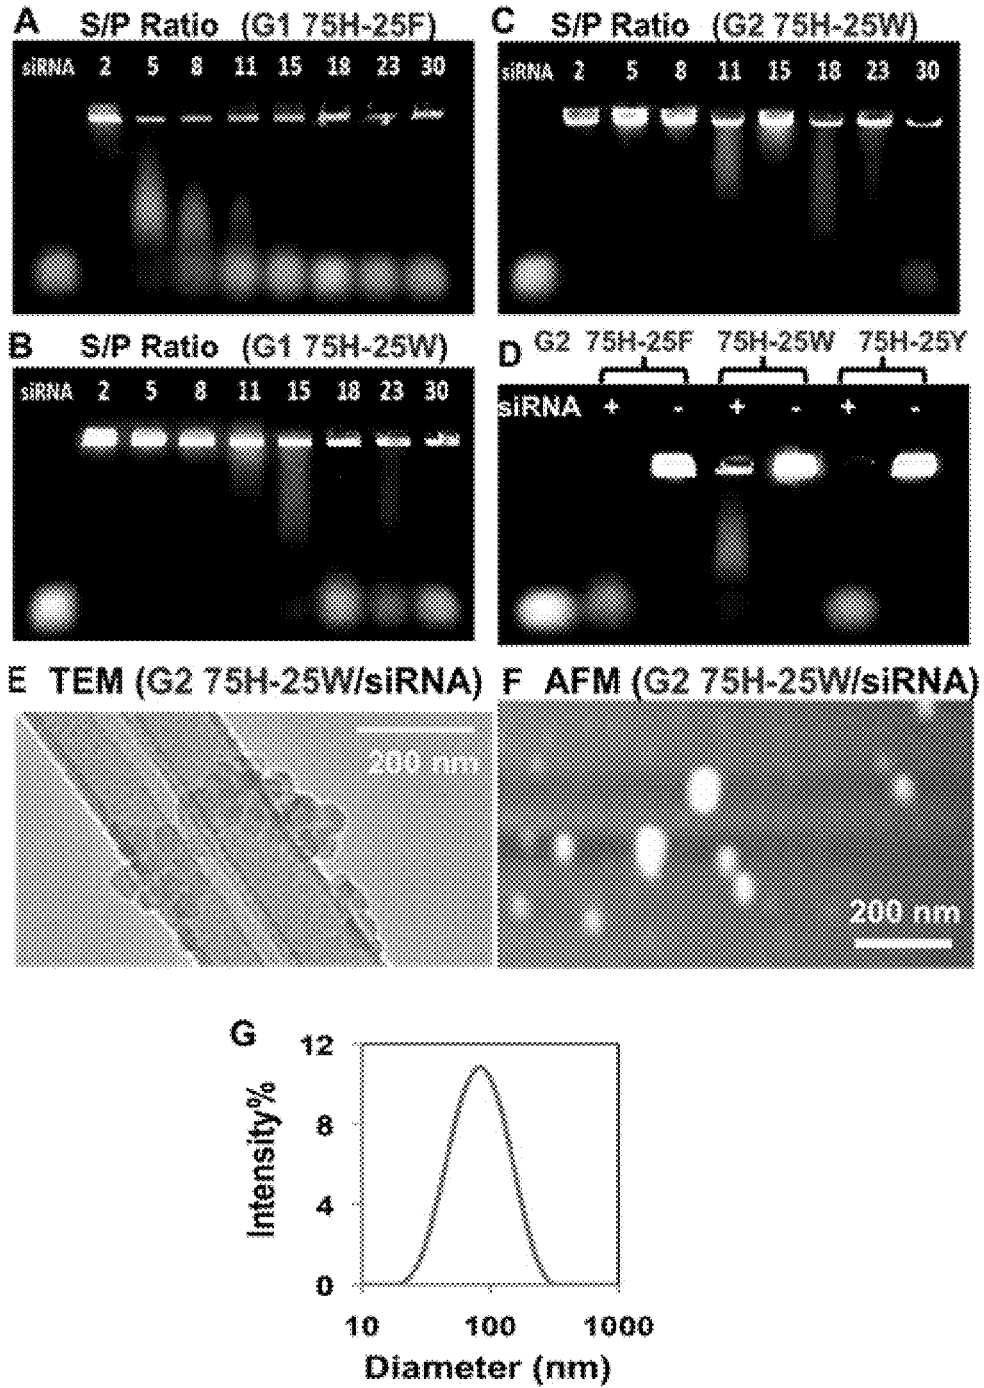 A S/P Ratio (G1 75H-25F)
siRNA 2 5 8 11 15 18 23 30
C S/P Ratio (G2 75H-25W)
siRNA 2 5 8 11 15 18 23 30
B S/P Ratio (G1 75H-25W)
siRNA 2 5 8 11 15 18 23 30
D G2 75H-25F 75H-25W 75H-25Y
siRNA + - + - + -
E TEM (G2 75H-25W/siRNA)
200 nm
F AFM (G2 75H-25W/siRNA)
200 nm
G
Intensity%
12
8
4
0
10 100 1000
Diameter (nm)